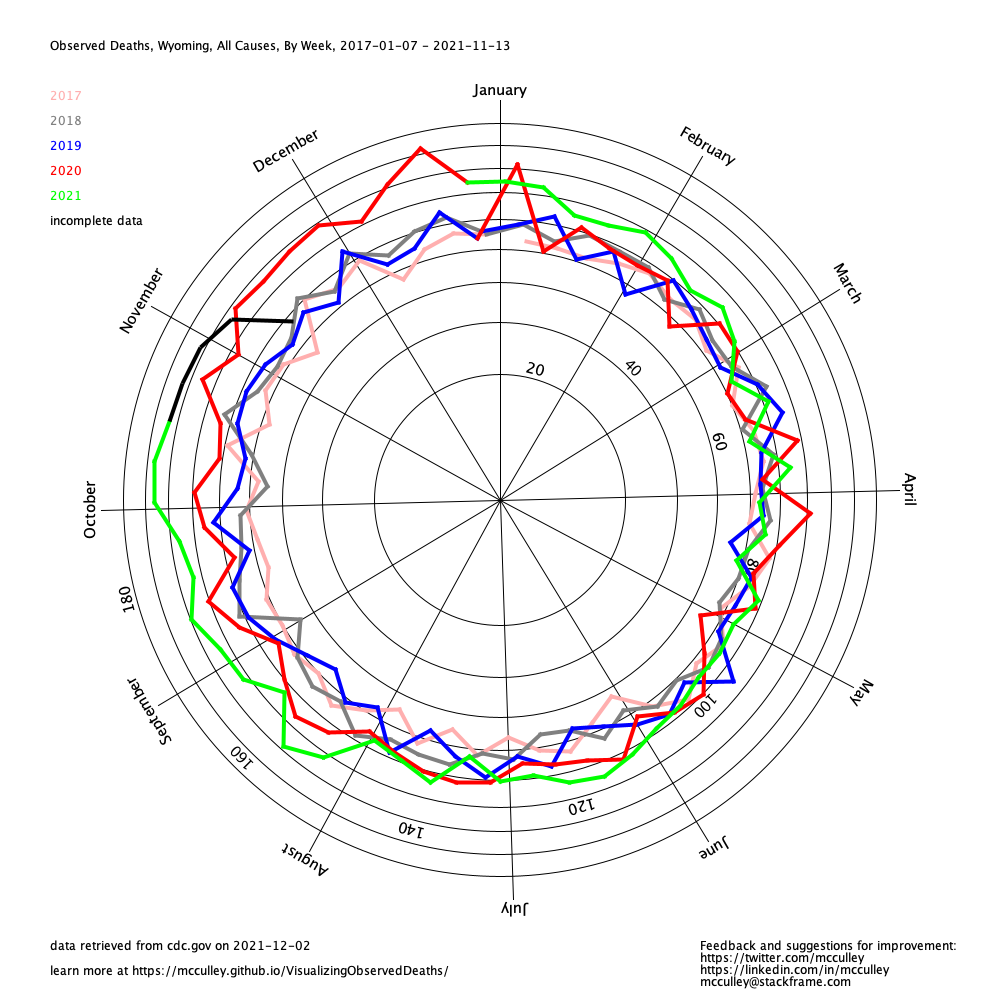 Observed Deaths, Wyoming, All Causes, By Week, 2017-01-07 - 2021-11-13
2017
2018
2019
2020
2021
incomplete data
January
February
March
April
May
June
July
August
September
October
November
December
20
40
60
80
100
120
140
160
180
data retrieved from cdc.gov on 2021-12-02
learn more at https://mcculley.github.io/VisualizingObservedDeaths/
Feedback and suggestions for improvement:
https://twitter.com/mcculley
https://linkedin.com/in/mcculley
mcculley@stackframe.com